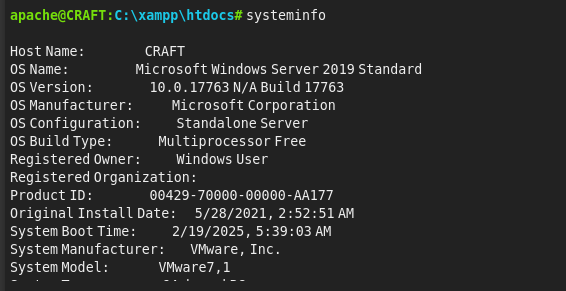 apache@CRAFT:C:\xampp\htdocs# systeminfo
Host Name: CRAFT
OS Name: Microsoft Windows Server 2019 Standard
OS Version: 10.0.17763 N/A Build 17763
OS Manufacturer: Microsoft Corporation
OS Configuration: Standalone Server
OS Build Type: Multiprocessor Free
Registered Owner: Windows User
Registered Organization:
Product ID: 00429-70000-00000-AA177
Original Install Date: 5/28/2021, 2:52:51 AM
System Boot Time: 2/19/2025, 5:39:03 AM
System Manufacturer: VMware, Inc.
System Model: VMware7,1